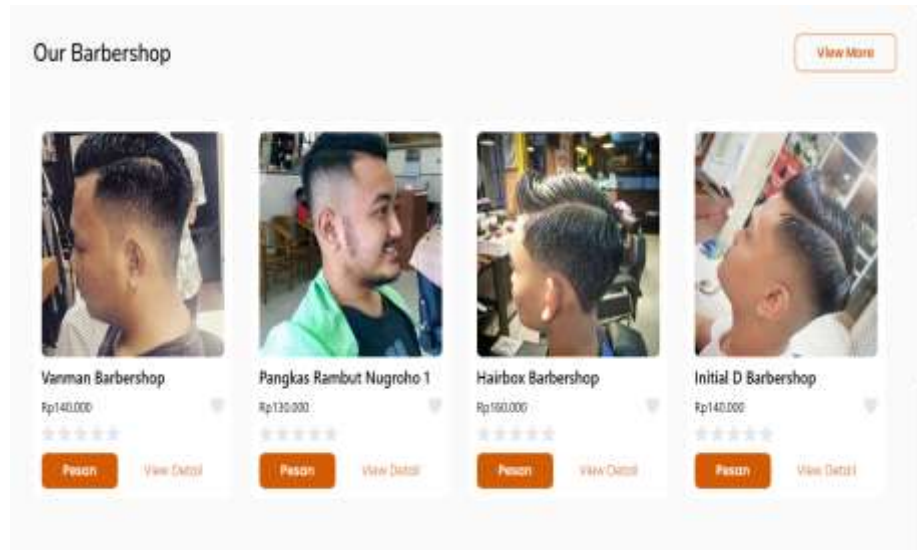 Our Barbershop
View More
Vanman Barbershop
Rp140.000
Pesan View Detail
Pangkas Rambut Nugroho 1
Rp130.000
Pesan View Detail
Hairbox Barbershop
Rp160.000
Pesan View Detail
Initial D Barbershop
Rp140.000
Pesan View Detail